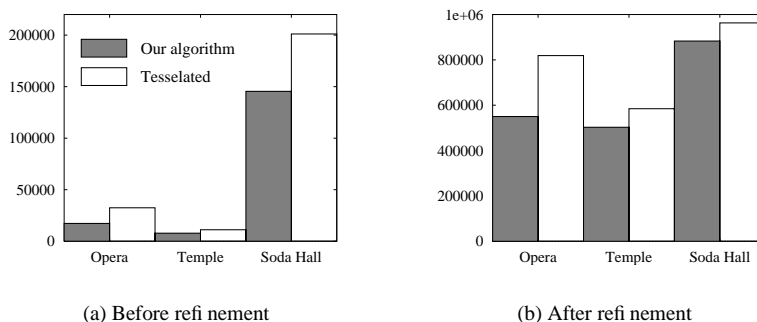 200000
150000
100000
50000
0
Our algorithm
Tesselated
Opera
Temple
Soda Hall
(a) Before refi nement
1e+06
800000
600000
400000
200000
0
Opera
Temple
Soda Hall
(b) After refi nement